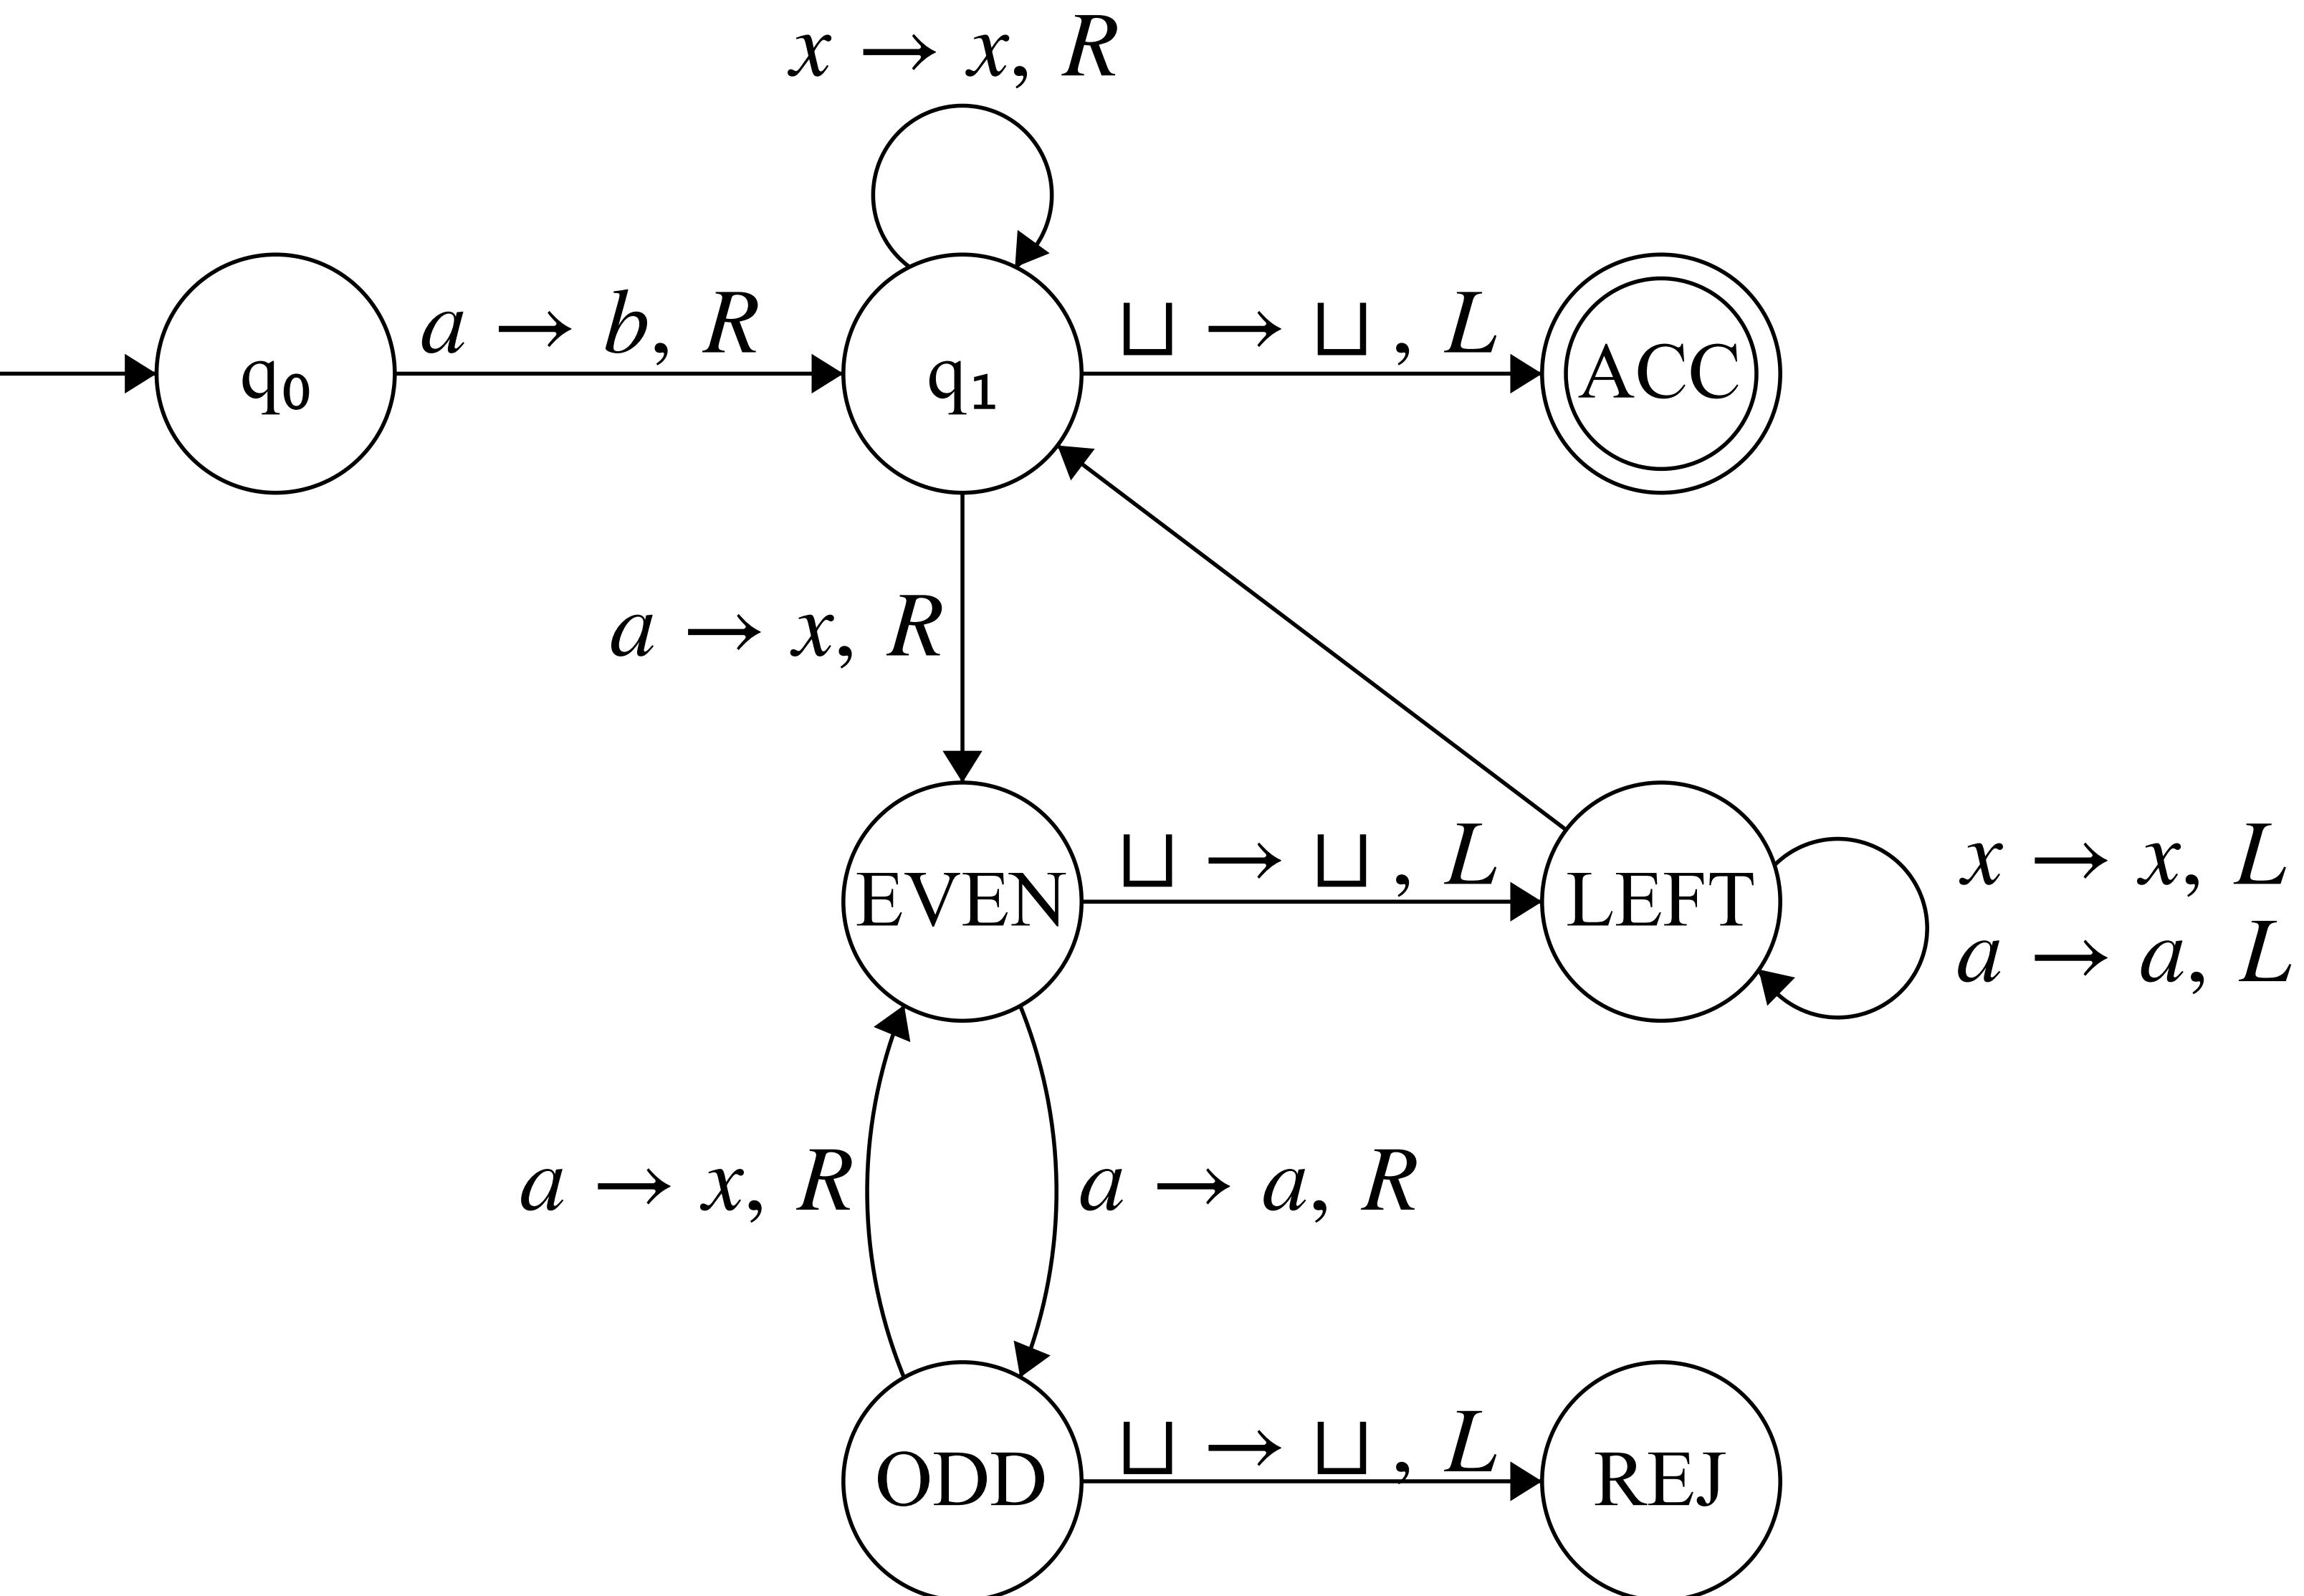 x → x, R
a → b, R
⊔ → ⊔, L
q₀
q₁
ACC
a → x, R
⊔ → ⊔, L
x → x, L
EVEN
LEFT
a → a, L
a → x, R
a → a, R
⊔ → ⊔, L
ODD
REJ